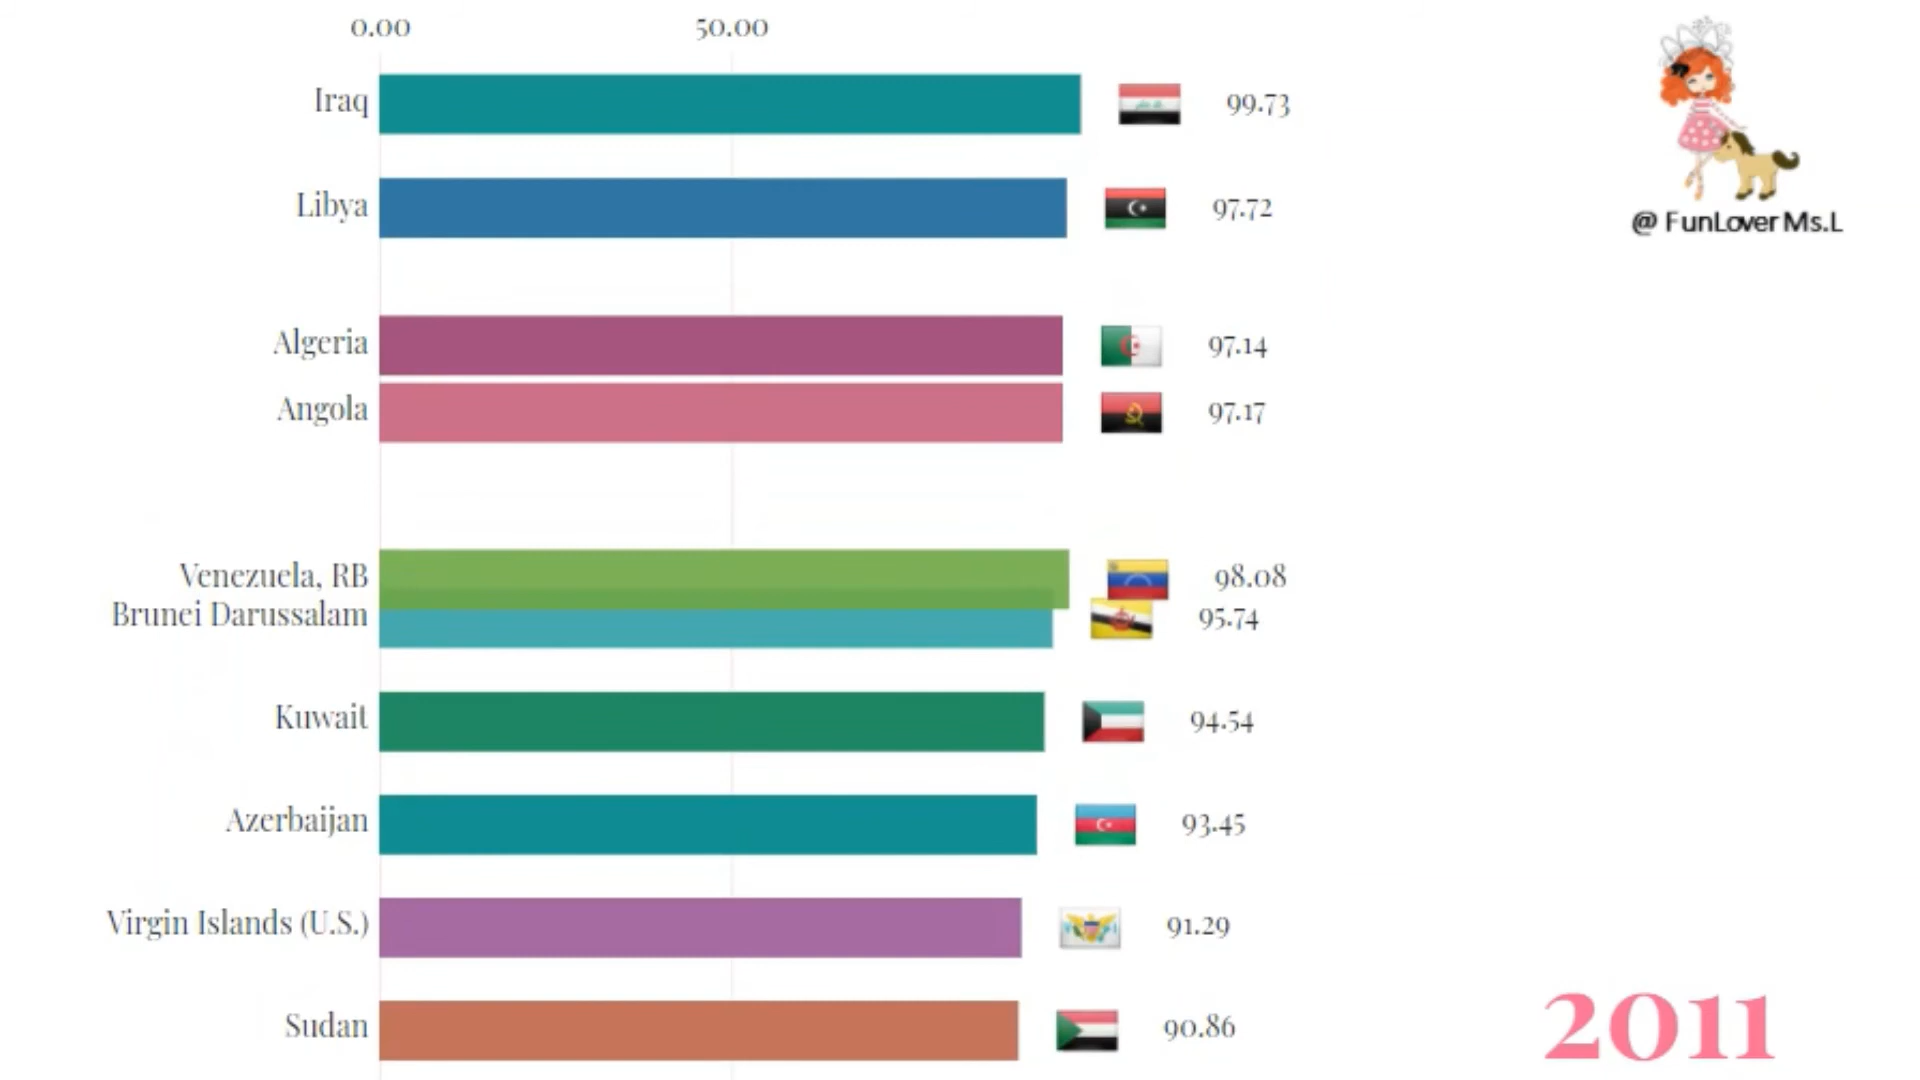 0.00 50.00
Iraq 99.73
Libya 97.72
@ FunLover Ms.L
Algeria 97.14
Angola 97.17
Venezuela, RB 98.08
Brunei Darussalam 95.74
Kuwait 94.54
Azerbaijan 93.45
Virgin Islands (U.S.) 91.29
Sudan 90.86
2011